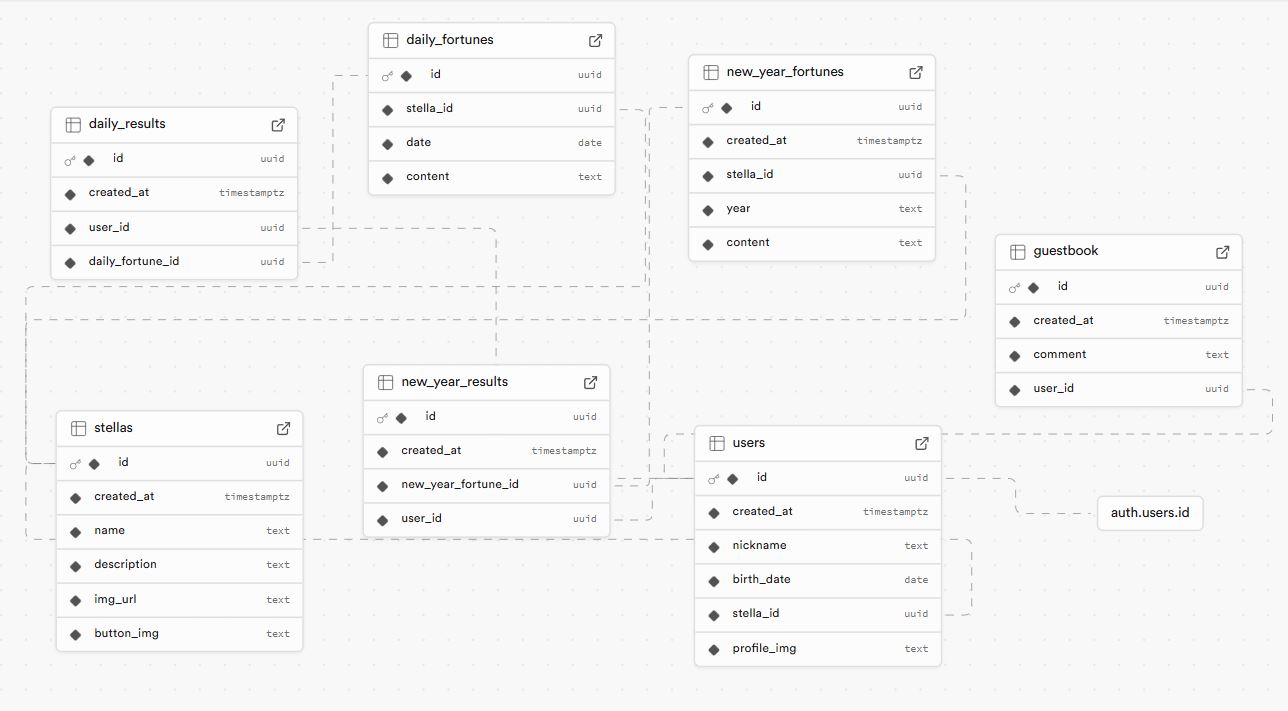 daily_fortunes
id uuid
stella_id uuid
date date
content text
new_year_fortunes
id uuid
created_at timestamptz
stella_id uuid
year text
content text
daily_results
id uuid
created_at timestamptz
user_id uuid
daily_fortune_id uuid
guestbook
id uuid
created_at timestamptz
comment text
user_id uuid
new_year_results
id uuid
created_at timestamptz
new_year_fortune_id uuid
user_id uuid
stellas
id uuid
created_at timestamptz
name text
description text
img_url text
button_img text
users
id uuid
created_at timestamptz
nickname text
birth_date date
stella_id uuid
profile_img text
auth.users.id